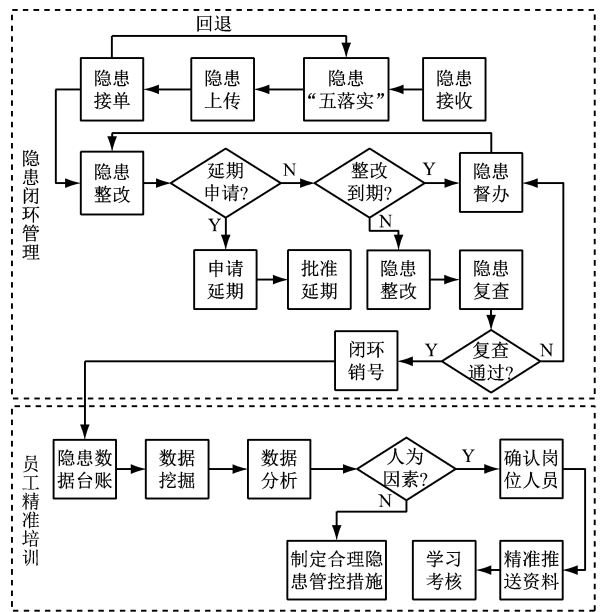 回退
隐患
接单
隐患
上传
隐患
“五落实”
隐患
接收
隐患闭环管理
隐患
整改
延期
申请?
N
整改
到期?
Y
隐患
督办
Y
N
申请
延期
批准
延期
隐患
整改
隐患
复查
闭环
销号
Y
复查
通过?
N
员工精准培训
隐患数
据台账
数据
挖掘
数据
分析
人为
因素?
Y
确认岗
位人员
N
制定合理隐
患管控措施
学习
考核
精准推
送资料